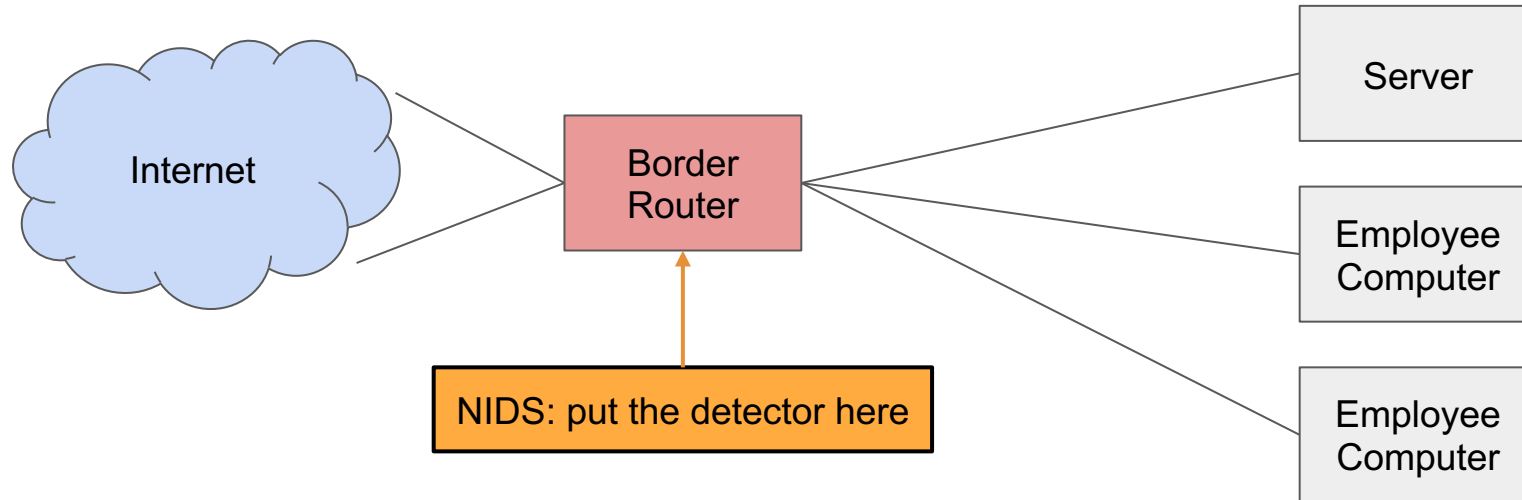 Internet
Border
Router
Server
Employee
Computer
NIDS: put the detector here
Employee
Computer